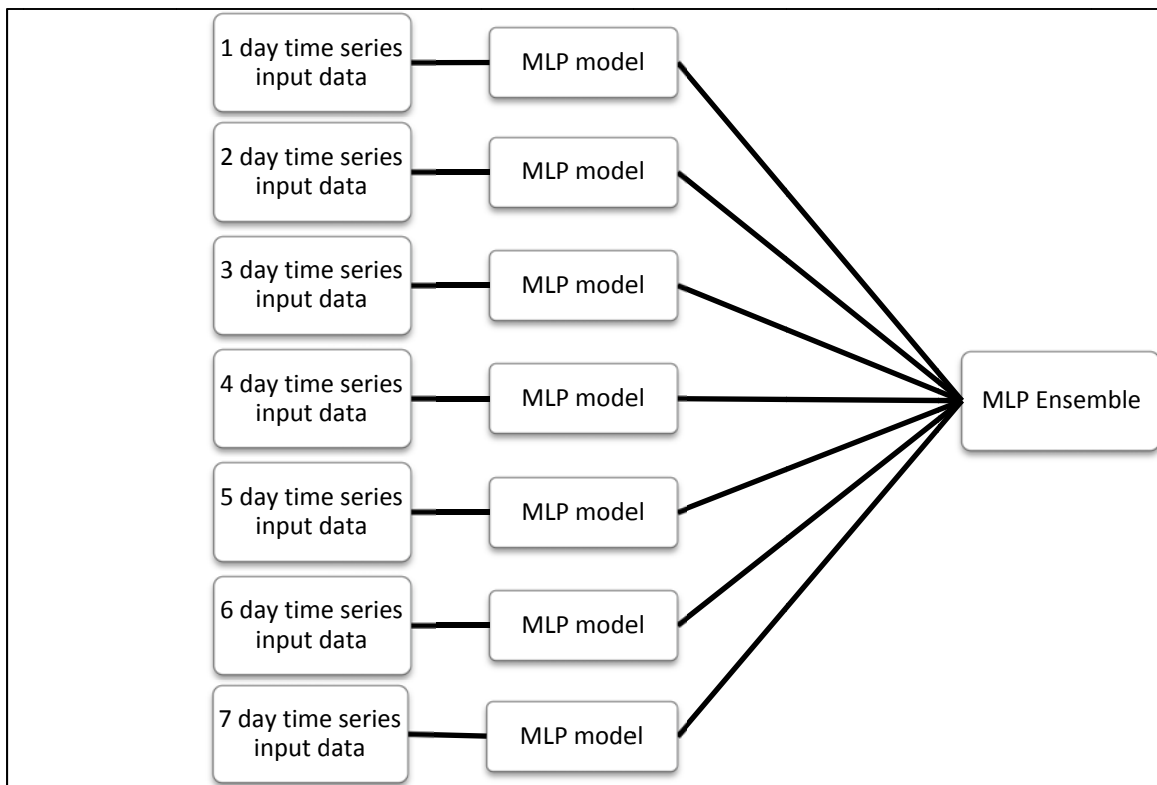 1 day time series
input data
MLP model
2 day time series
input data
MLP model
3 day time series
input data
MLP model
4 day time series
input data
MLP model
MLP Ensemble
5 day time series
input data
MLP model
6 day time series
input data
MLP model
7 day time series
input data
MLP model